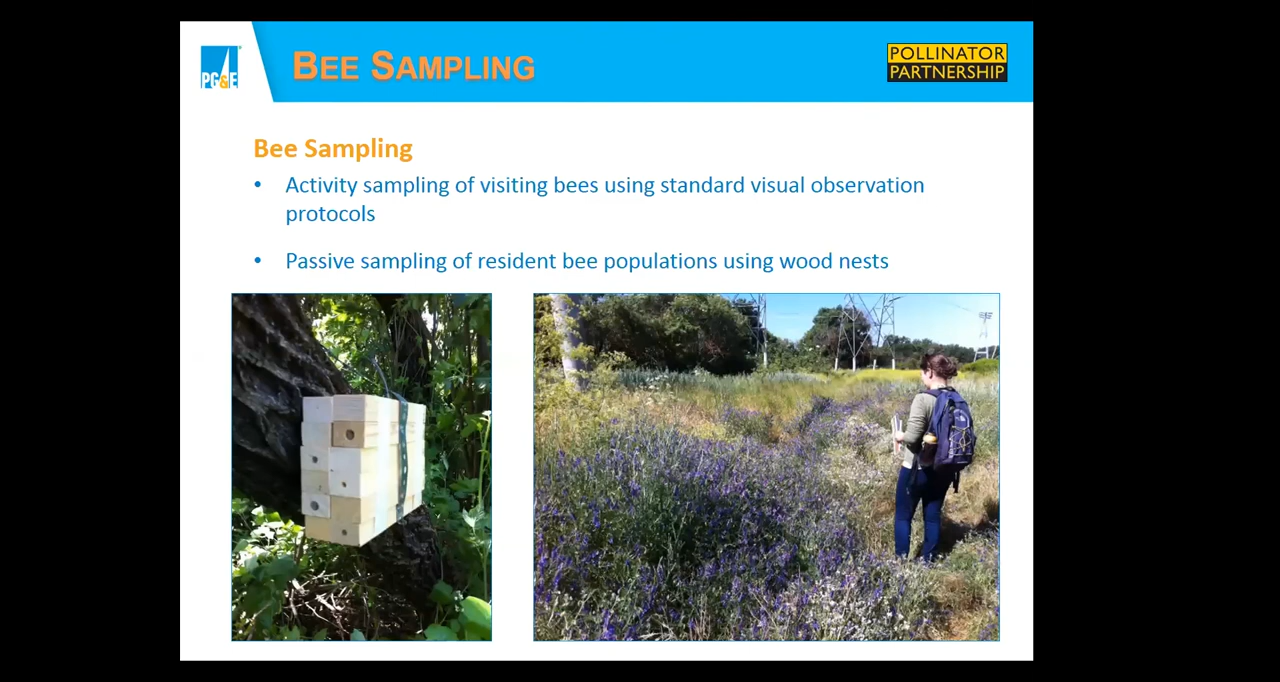 PG&E
BEE SAMPLING
POLLINATOR
PARTNERSHIP
Bee Sampling
• Activity sampling of visiting bees using standard visual observation
protocols
• Passive sampling of resident bee populations using wood nests